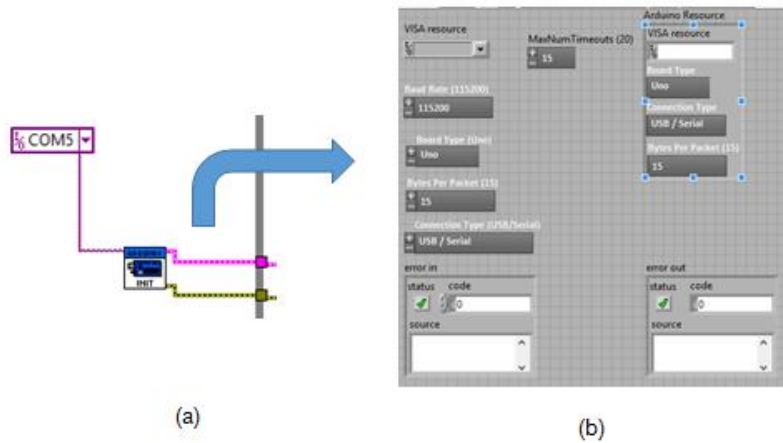 COM5
INIT
(a)
VISA resource
MaxNumTimeouts (20)
15
Baud Rate (115200)
115200
Board Type (Uno)
Uno
Bytes Per Packet (15)
15
Connection Type (USB/Serial)
USB / Serial
error in
status code
0
source
Arduino Resource
VISA resource
Board Type
Uno
Connection Type
USB / Serial
Bytes Per Packet (15)
15
error out
status code
0
source
(b)